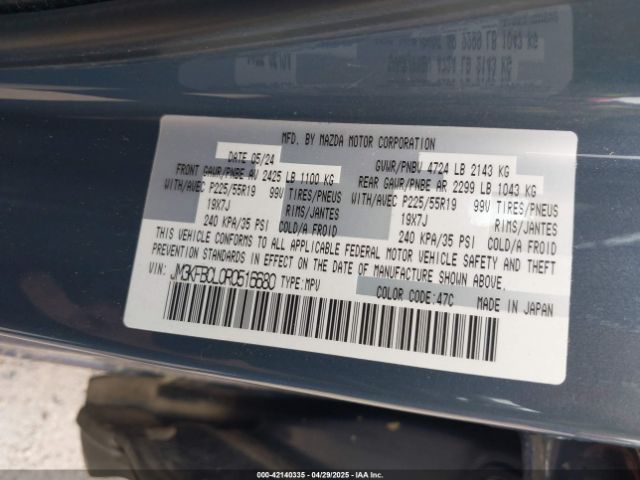 MFD. BY MAZDA MOTOR CORPORATION
DATE 05/24
GVWR/PNBV 4724 LB 2143 KG
FRONT GAWR/PNBE AV 2425 LB 1100 KG
REAR GAWR/PNBE AR 2299 LB 1043 KG
WITH/AVEC P225/55R19 99V TIRES/PNEUS
WITH/AVEC P225/55R19 99V TIRES/PNEUS
19X7J RIMS/JANTES
19X7J RIMS/JANTES
240 KPA/35 PSI COLD/A FROID
240 KPA/35 PSI COLD/A FROID
THIS VEHICLE CONFORMS TO ALL APPLICABLE FEDERAL MOTOR VEHICLE SAFETY AND THEFT
PREVENTION STANDARDS IN EFFECT ON THE DATE OF MANUFACTURE SHOWN ABOVE.
VIN: JM3KFBCL0R0516680 TYPE: MPV
COLOR CODE: 47C MADE IN JAPAN
000-42140335 - 04/29/2025 - IAAHOLDINGS, LLC